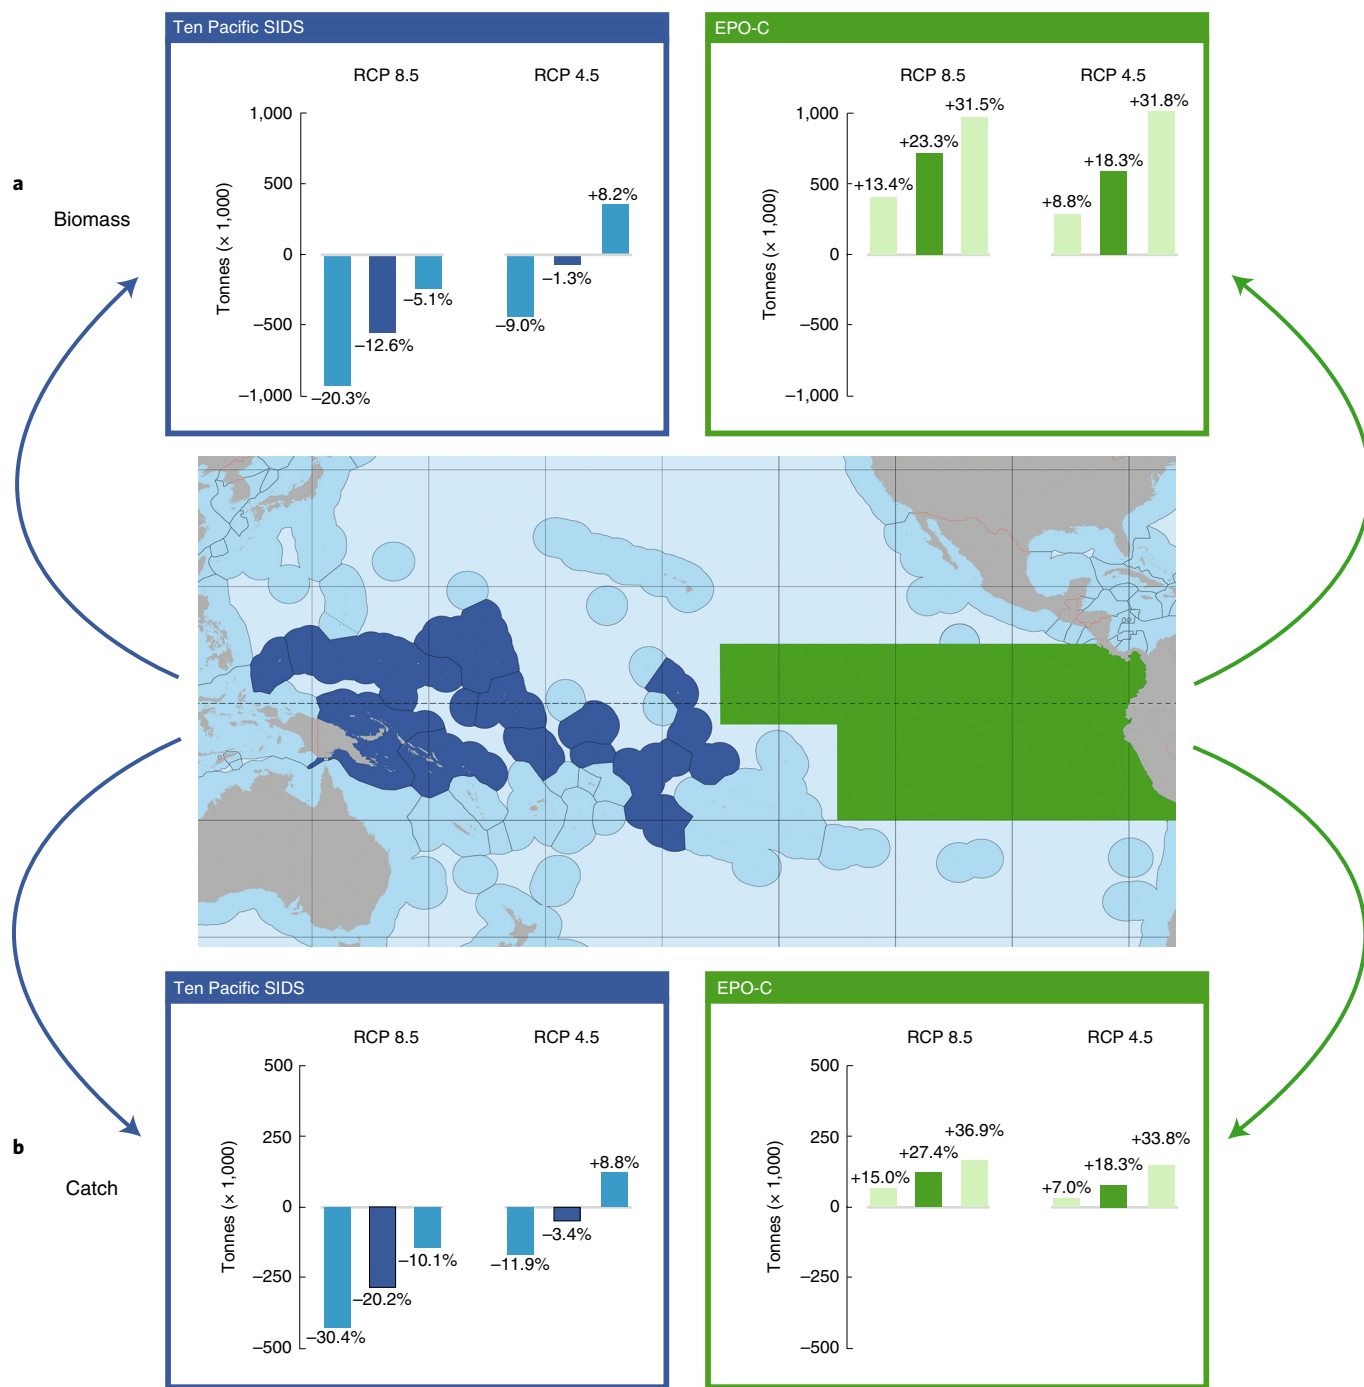 Ten Pacific SIDS
EPO-C
RCP 8.5
RCP 4.5
RCP 8.5
RCP 4.5
a
Biomass
Tonnes (× 1,000)
1,000
500
0
−500
−1,000
−20.3%
−12.6%
−5.1%
−9.0%
−1.3%
+8.2%
Tonnes (× 1,000)
1,000
500
0
−500
−1,000
+13.4%
+23.3%
+31.5%
+8.8%
+18.3%
+31.8%
Ten Pacific SIDS
EPO-C
RCP 8.5
RCP 4.5
RCP 8.5
RCP 4.5
b
Catch
Tonnes (× 1,000)
500
250
0
−250
−500
−30.4%
−20.2%
−10.1%
−11.9%
−3.4%
+8.8%
Tonnes (× 1,000)
500
250
0
−250
−500
+15.0%
+27.4%
+36.9%
+7.0%
+18.3%
+33.8%